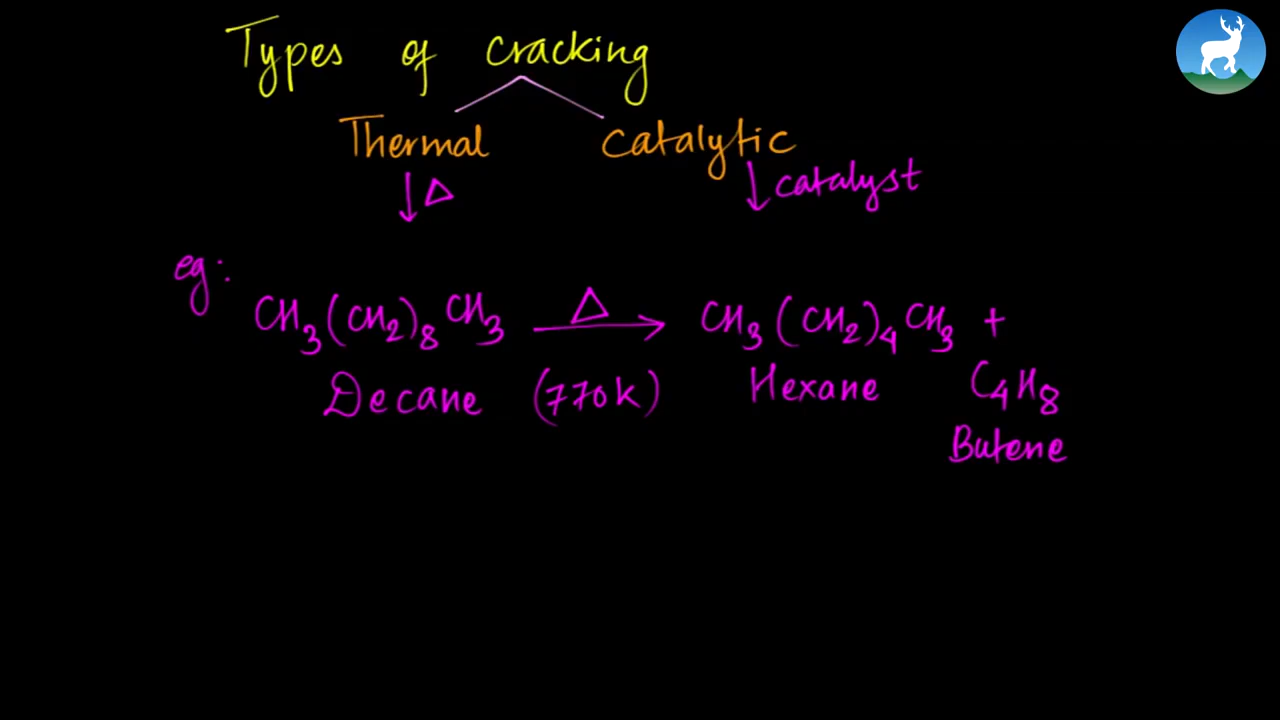 Types of cracking
Thermal catalytic
↓ Δ ↓ catalyst
eg:
CH₃(CH₂)₈CH₃ —Δ→ CH₃(CH₂)₄CH₃ +
Decane (770K) Hexane C₄H₈
Butene